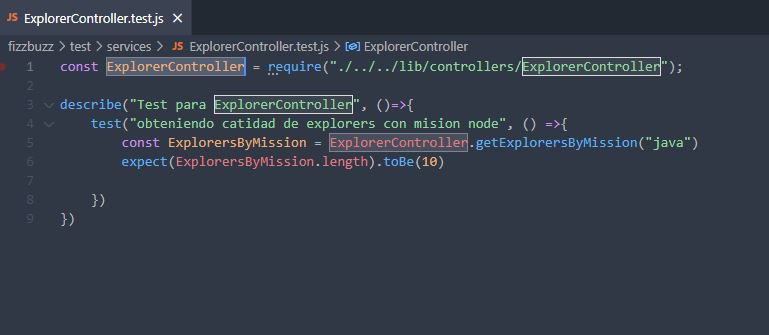 JS ExplorerController.test.js ×
fizzbuzz > test > services > JS ExplorerController.test.js > ExplorerController
1 const ExplorerController = require("./../../lib/controllers/ExplorerController");
2
3 describe("Test para ExplorerController", ()=>{
4 test("obteniendo catidad de explorers con mision node", () =>{
5 const ExplorersByMission = ExplorerController.getExplorersByMission("java")
6 expect(ExplorersByMission.length).toBe(10)
7
8 })
9 })